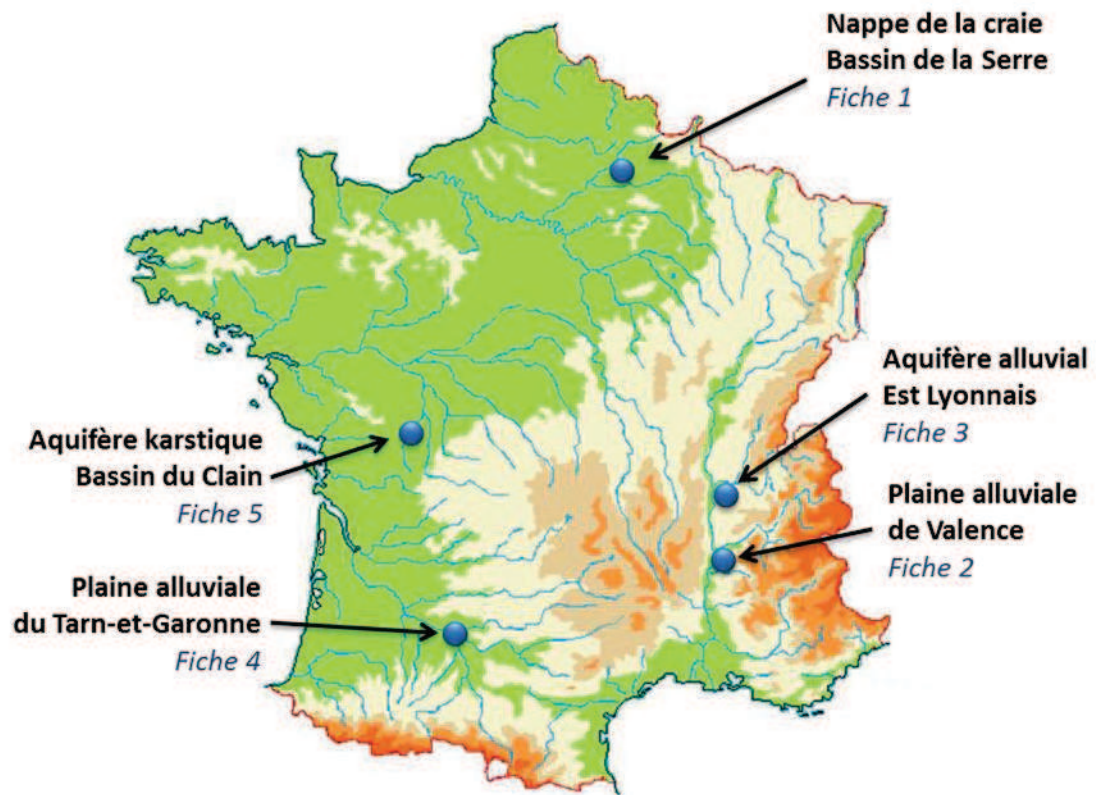 Nappe de la craie
Bassin de la Serre
Fiche 1
Aquifère alluvial
Est Lyonnais
Fiche 3
Aquifère karstique
Bassin du Clain
Fiche 5
Plaine alluviale
de Valence
Fiche 2
Plaine alluviale
du Tarn-et-Garonne
Fiche 4